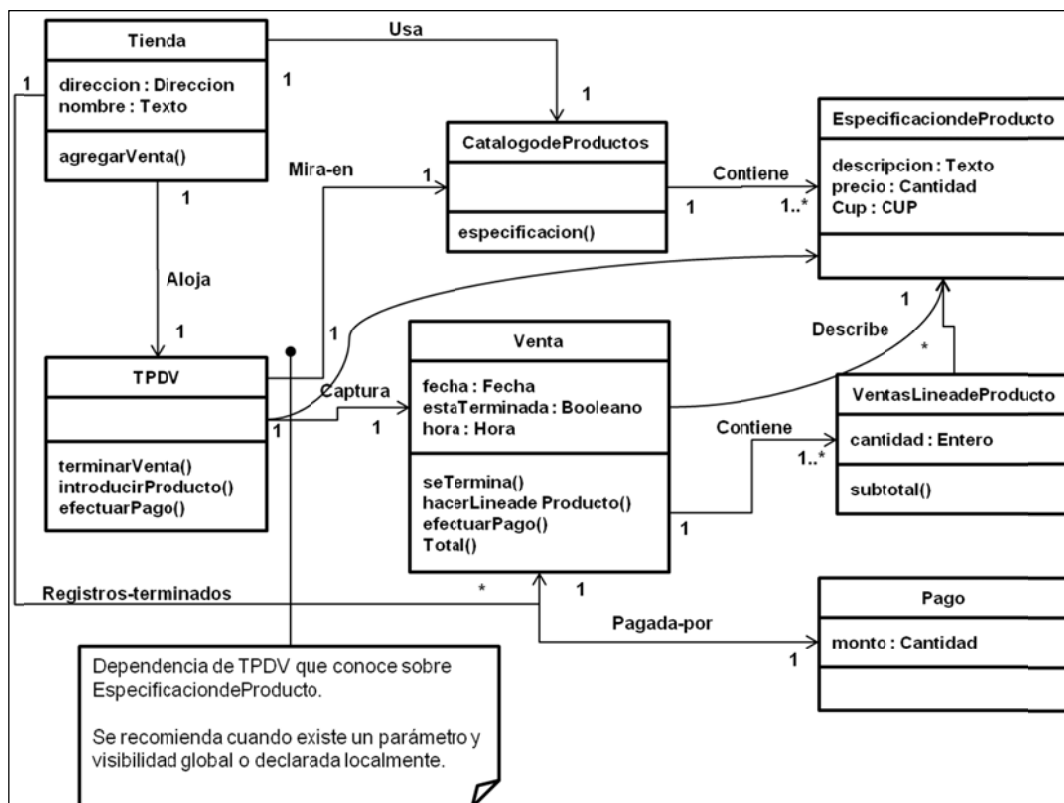 Tienda
direccion : Direccion
nombre : Texto
agregarVenta()
1
Usa
1
1
1
Aloja
1
Mira-en
1
1
CatalogodeProductos
especificacion()
Contiene
1
1..*
EspecificaciondeProducto
descripcion : Texto
precio : Cantidad
Cup : CUP
TPDV
terminarVenta()
introducirProducto()
efectuarPago()
Captura
1
1
Venta
fecha : Fecha
estaTerminada : Booleano
hora : Hora
seTermina()
hacerLineade Producto()
efectuarPago()
Total()
Describe
1
*
Contiene
1..*
1
VentasLineadeProducto
cantidad : Entero
subtotal()
Registros-terminados
*
1
Pagada-por
1
Pago
monto : Cantidad
Dependencia de TPDV que conoce sobre
EspecificaciondeProducto.
Se recomienda cuando existe un parámetro y
visibilidad global o declarada localmente.